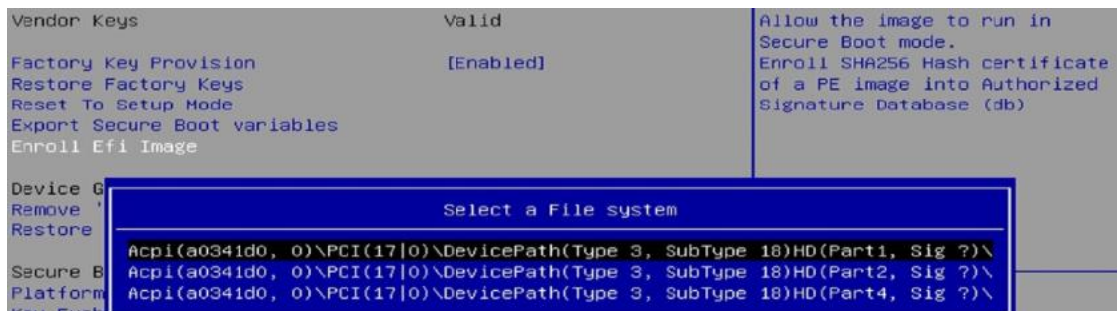 Vendor Keys Valid
Factory Key Provision [Enabled]
Restore Factory Keys
Reset To Setup Mode
Export Secure Boot variables
Enroll Efi Image
Device G
Remove '
Restore
Secure B
Platform
Allow the image to run in
Secure Boot mode.
Enroll SHA256 Hash certificate
of a PE image into Authorized
Signature Database (db)
Select a File system
Acpi(a0341d0, 0)\PCI(17|0)\DevicePath(Type 3, SubType 18)HD(Part1, Sig ?)\
Acpi(a0341d0, 0)\PCI(17|0)\DevicePath(Type 3, SubType 18)HD(Part2, Sig ?)\
Acpi(a0341d0, 0)\PCI(17|0)\DevicePath(Type 3, SubType 18)HD(Part4, Sig ?)\